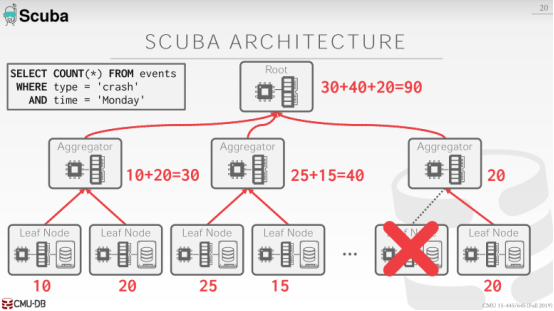 Scuba
20
SCUBA ARCHITECTURE
SELECT COUNT(*) FROM events
WHERE type = 'crash'
AND time = 'Monday'
Root
30+40+20=90
Aggregator
10+20=30
Aggregator
25+15=40
Aggregator
20
Leaf Node
Leaf Node
Leaf Node
Leaf Node
...
Leaf Node
Leaf Node
10
20
25
15
20
CMU·DB
CMU 15-445/645 (Fall 2019)